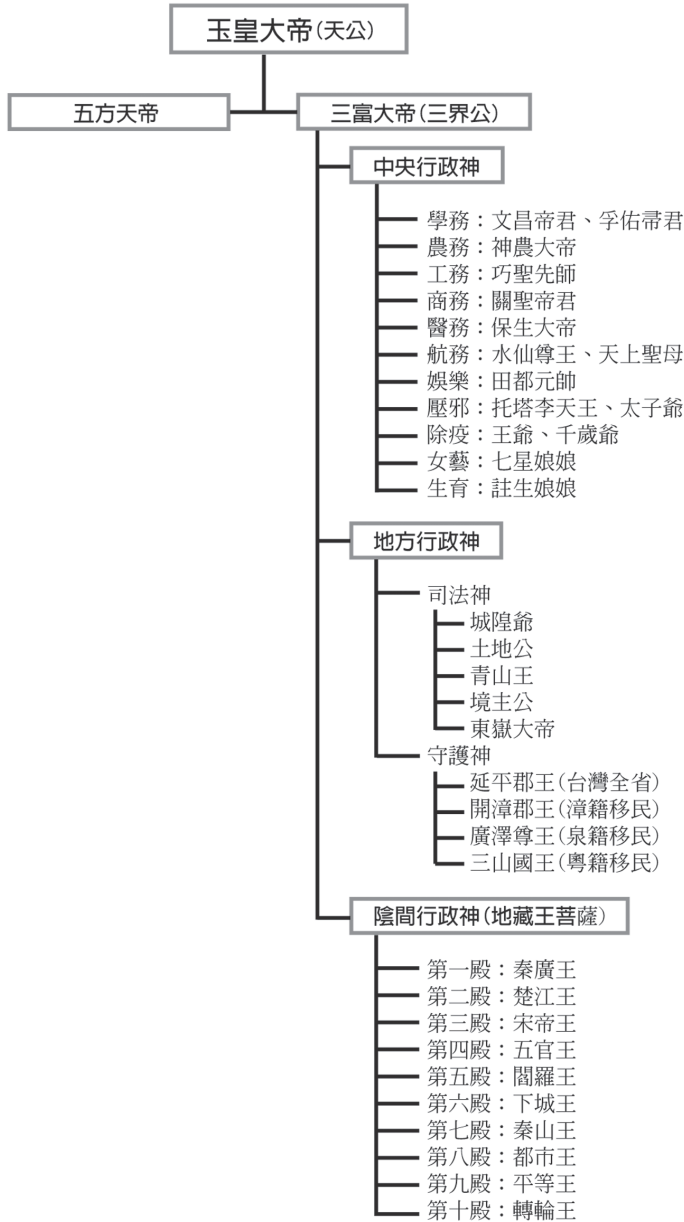 玉皇大帝(天公)
五方天帝
三富大帝(三界公)
中央行政神
學務：文昌帝君、孚佑帚君
農務：神農大帝
工務：巧聖先師
商務：關聖帝君
醫務：保生大帝
航務：水仙尊王、天上聖母
娛樂：田都元帥
壓邪：托塔李天王、太子爺
除疫：王爺、千歲爺
女藝：七星娘娘
生育：註生娘娘
地方行政神
司法神
城隍爺
土地公
青山王
境主公
東嶽大帝
守護神
延平郡王(台灣全省)
開漳郡王(漳籍移民)
廣澤尊王(泉籍移民)
三山國王(粵籍移民)
陰間行政神(地藏王菩薩)
第一殿：秦廣王
第二殿：楚江王
第三殿：宋帝王
第四殿：五官王
第五殿：閻羅王
第六殿：下城王
第七殿：秦山王
第八殿：都市王
第九殿：平等王
第十殿：轉輪王